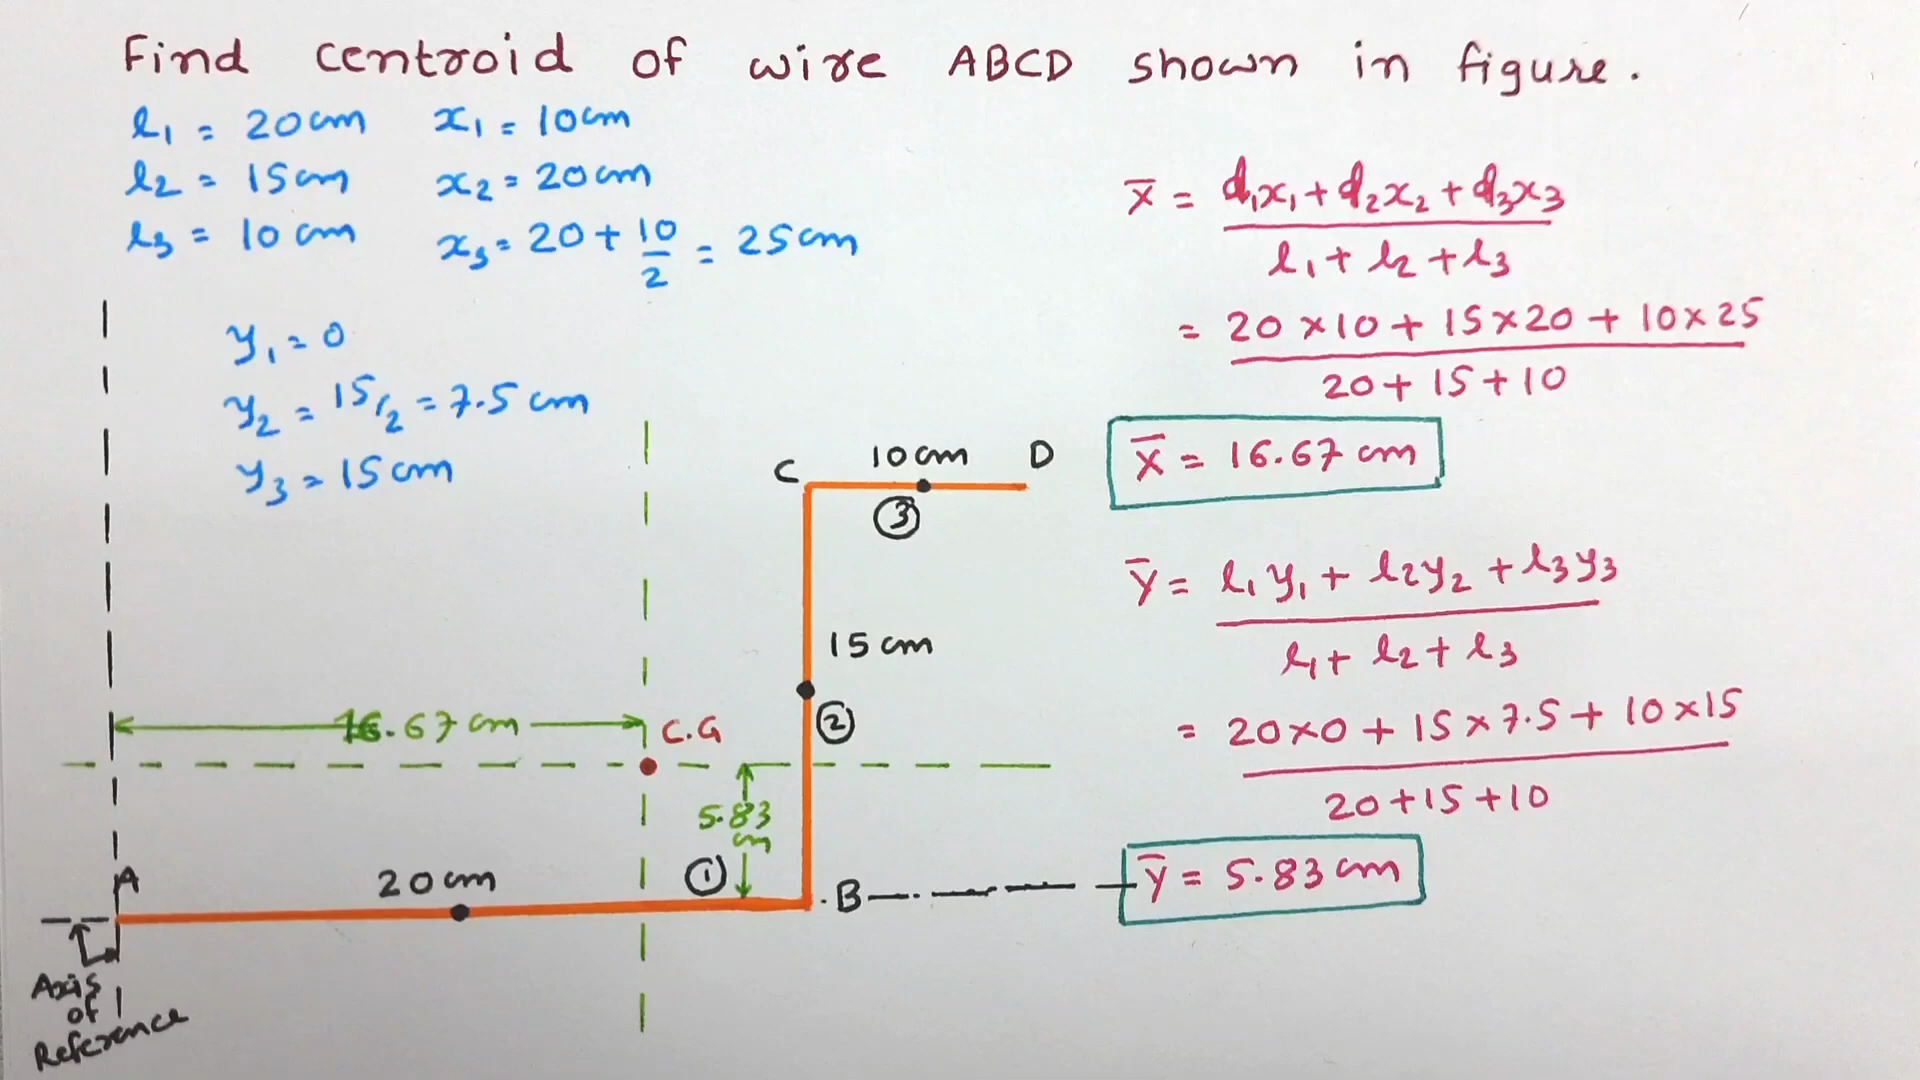 Find centroid of wire ABCD shown in figure.
l₁ = 20cm x₁ = 10cm
l₂ = 15cm x₂ = 20cm
l₃ = 10cm x₃ = 20 + 10/2 = 25cm
y₁ = 0
y₂ = 15/2 = 7.5 cm
y₃ = 15cm
C 10cm D
③
15 cm
②
16.67 cm C.G
5.83
cm
A 20cm ① B
Axis
of
Reference
x̄ = l₁x₁ + l₂x₂ + l₃x₃
l₁ + l₂ + l₃
= 20 × 10 + 15 × 20 + 10 × 25
20 + 15 + 10
x̄ = 16.67 cm
ȳ = l₁y₁ + l₂y₂ + l₃y₃
l₁ + l₂ + l₃
= 20×0 + 15 × 7.5 + 10 × 15
20 + 15 + 10
ȳ = 5.83 cm